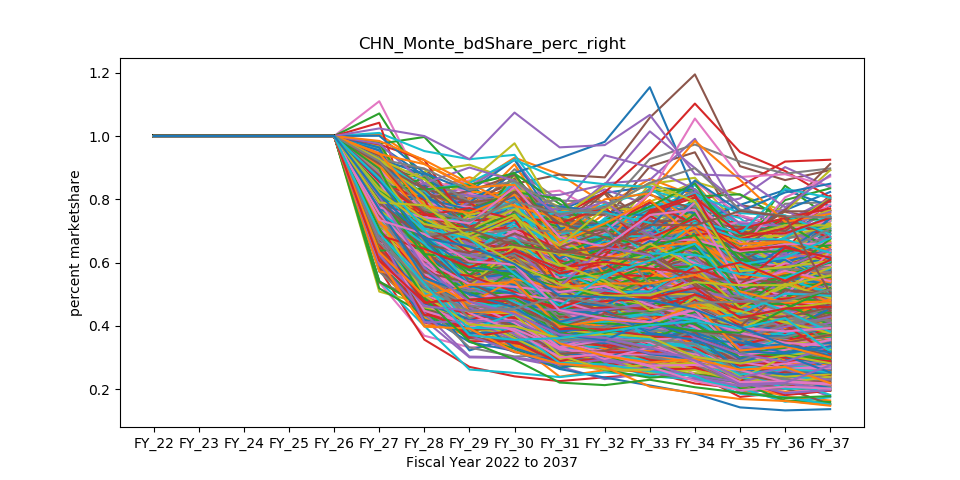 CHN_Monte_bdShare_perc_right
percent marketshare
1.2
1.0
0.8
0.6
0.4
0.2
FY_22 FY_23 FY_24 FY_25 FY_26 FY_27 FY_28 FY_29 FY_30 FY_31 FY_32 FY_33 FY_34 FY_35 FY_36 FY_37
Fiscal Year 2022 to 2037